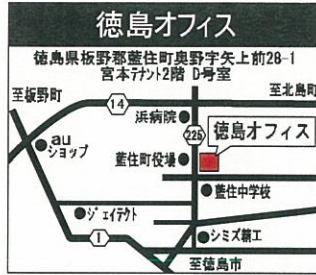 徳島オフィス
徳島県板野郡藍住町奥野字矢上前28-1
宮本テナント2階 D号室
至板野町
14
至北島町
浜病院
225
徳島オフィス
au
ショップ
藍住町役場
藍住中学校
ジェイテクト
1
シミズ精工
至徳島市